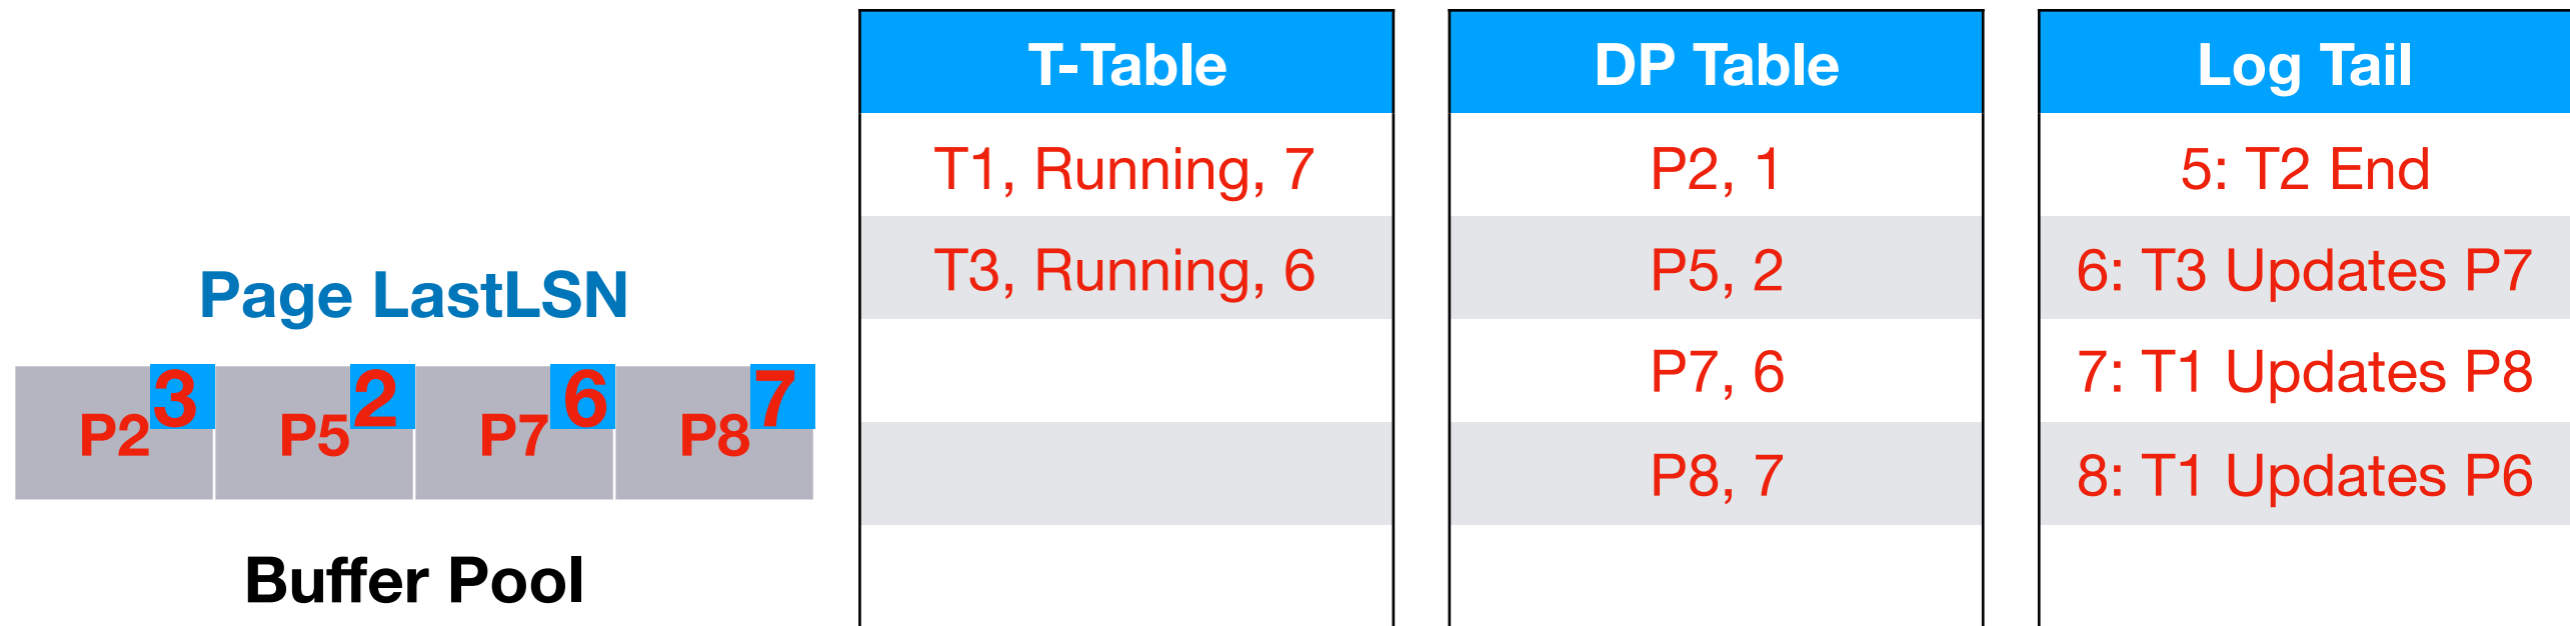 Page LastLSN
P2 3 P5 2 P7 6 P8 7
Buffer Pool
T-Table
T1, Running, 7
T3, Running, 6
DP Table
P2, 1
P5, 2
P7, 6
P8, 7
Log Tail
5: T2 End
6: T3 Updates P7
7: T1 Updates P8
8: T1 Updates P6